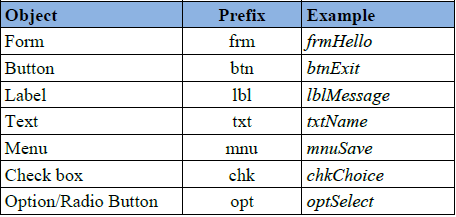 Object Prefix Example
Form frm frmHello
Button btn btnExit
Label lbl lblMessage
Text txt txtName
Menu mnu mnuSave
Check box chk chkChoice
Option/Radio Button opt optSelect